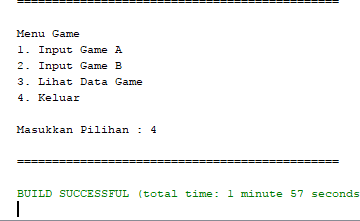 ==============================================
Menu Game
1. Input Game A
2. Input Game B
3. Lihat Data Game
4. Keluar
Masukkan Pilihan : 4
==============================================
BUILD SUCCESSFUL (total time: 1 minute 57 seconds